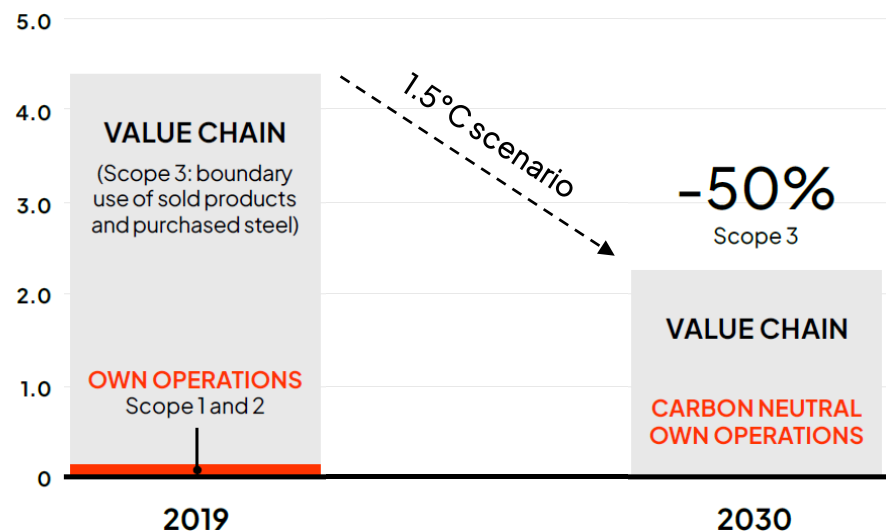 5.0
4.0
3.0
2.0
1.0
0
VALUE CHAIN
(Scope 3: boundary
use of sold products
and purchased steel)
OWN OPERATIONS
Scope 1 and 2
2019
1.5°C scenario
-50%
Scope 3
VALUE CHAIN
CARBON NEUTRAL
OWN OPERATIONS
2030